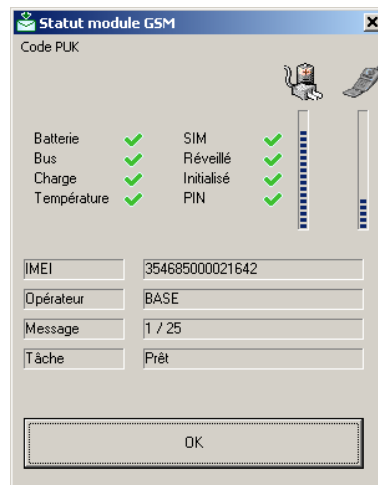 Statut module GSM
Code PUK
Batterie SIM
Bus Réveillé
Charge Initialisé
Température PIN
IMEI 354685000021642
Opérateur BASE
Message 1 / 25
Tâche Prêt
OK